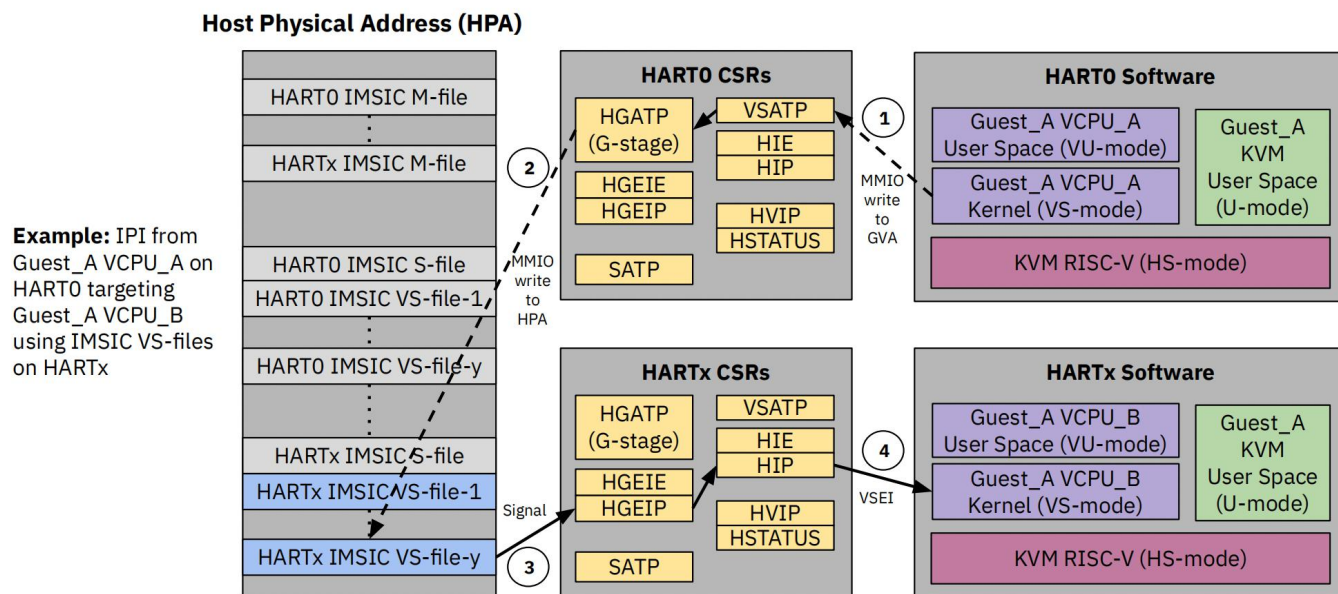 Host Physical Address (HPA)
HART0 IMSIC M-file
HARTx IMSIC M-file
HART0 IMSIC S-file
HART0 IMSIC VS-file-1
HART0 IMSIC VS-file-y
HARTx IMSIC S-file
HARTx IMSIC VS-file-1
HARTx IMSIC VS-file-y
Example: IPI from
Guest_A VCPU_A on
HART0 targeting
Guest_A VCPU_B
using IMSIC VS-files
on HARTx
HART0 CSRs
HGATP
(G-stage)
HGEIE
HGEIP
SATP
VSATP
HIE
HIP
HVIP
HSTATUS
1
MMIO
write
to
GVA
2
MMIO
write
to
HPA
HART0 Software
Guest_A VCPU_A
User Space (VU-mode)
Guest_A VCPU_A
Kernel (VS-mode)
Guest_A
KVM
User Space
(U-mode)
KVM RISC-V (HS-mode)
Signal
3
HARTx CSRs
HGATP
(G-stage)
HGEIE
HGEIP
SATP
VSATP
HIE
HIP
HVIP
HSTATUS
4
VSEI
HARTx Software
Guest_A VCPU_B
User Space (VU-mode)
Guest_A VCPU_B
Kernel (VS-mode)
Guest_A
KVM
User Space
(U-mode)
KVM RISC-V (HS-mode)